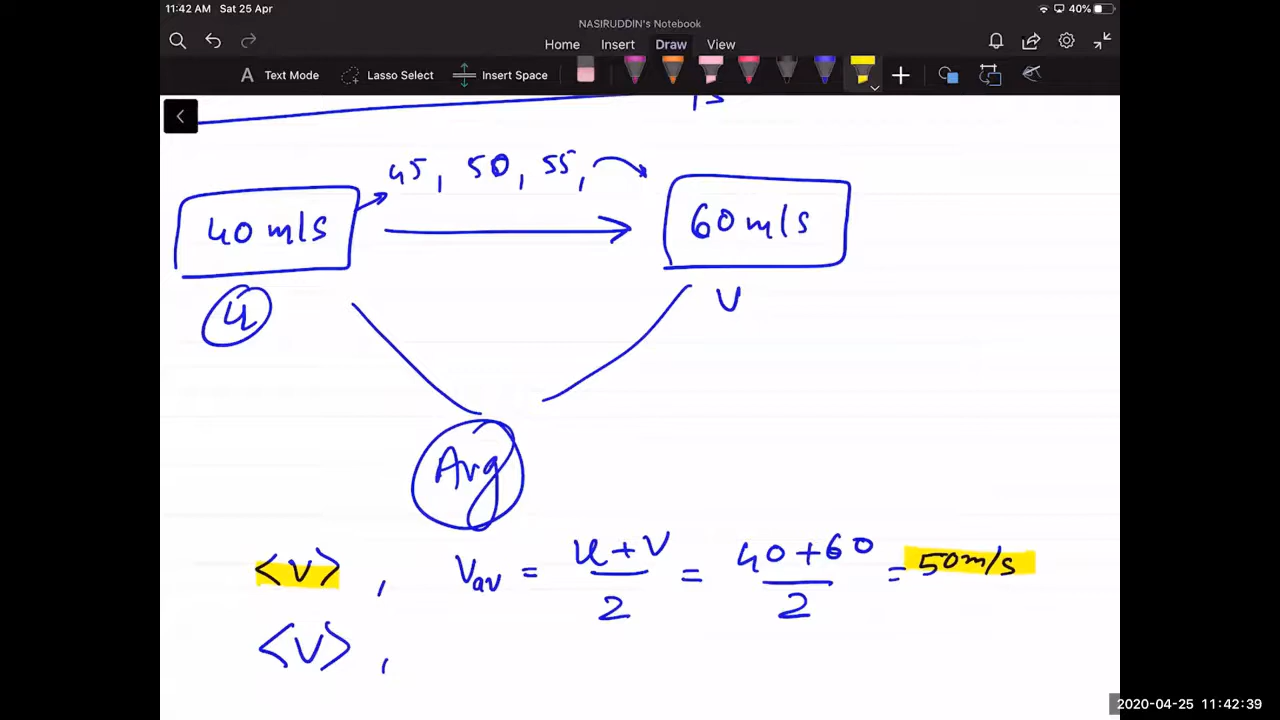 11:42 AM Sat 25 Apr
40%
NASIRUDDIN's Notebook
Home Insert Draw View
A Text Mode Lasso Select Insert Space
45, 50, 55,
40 m/s 60 m/s
u v
Avg
<v> , Vav = u + v / 2 = 40 + 60 / 2 = 50 m/s
<v> ,
2020-04-25 11:42:39